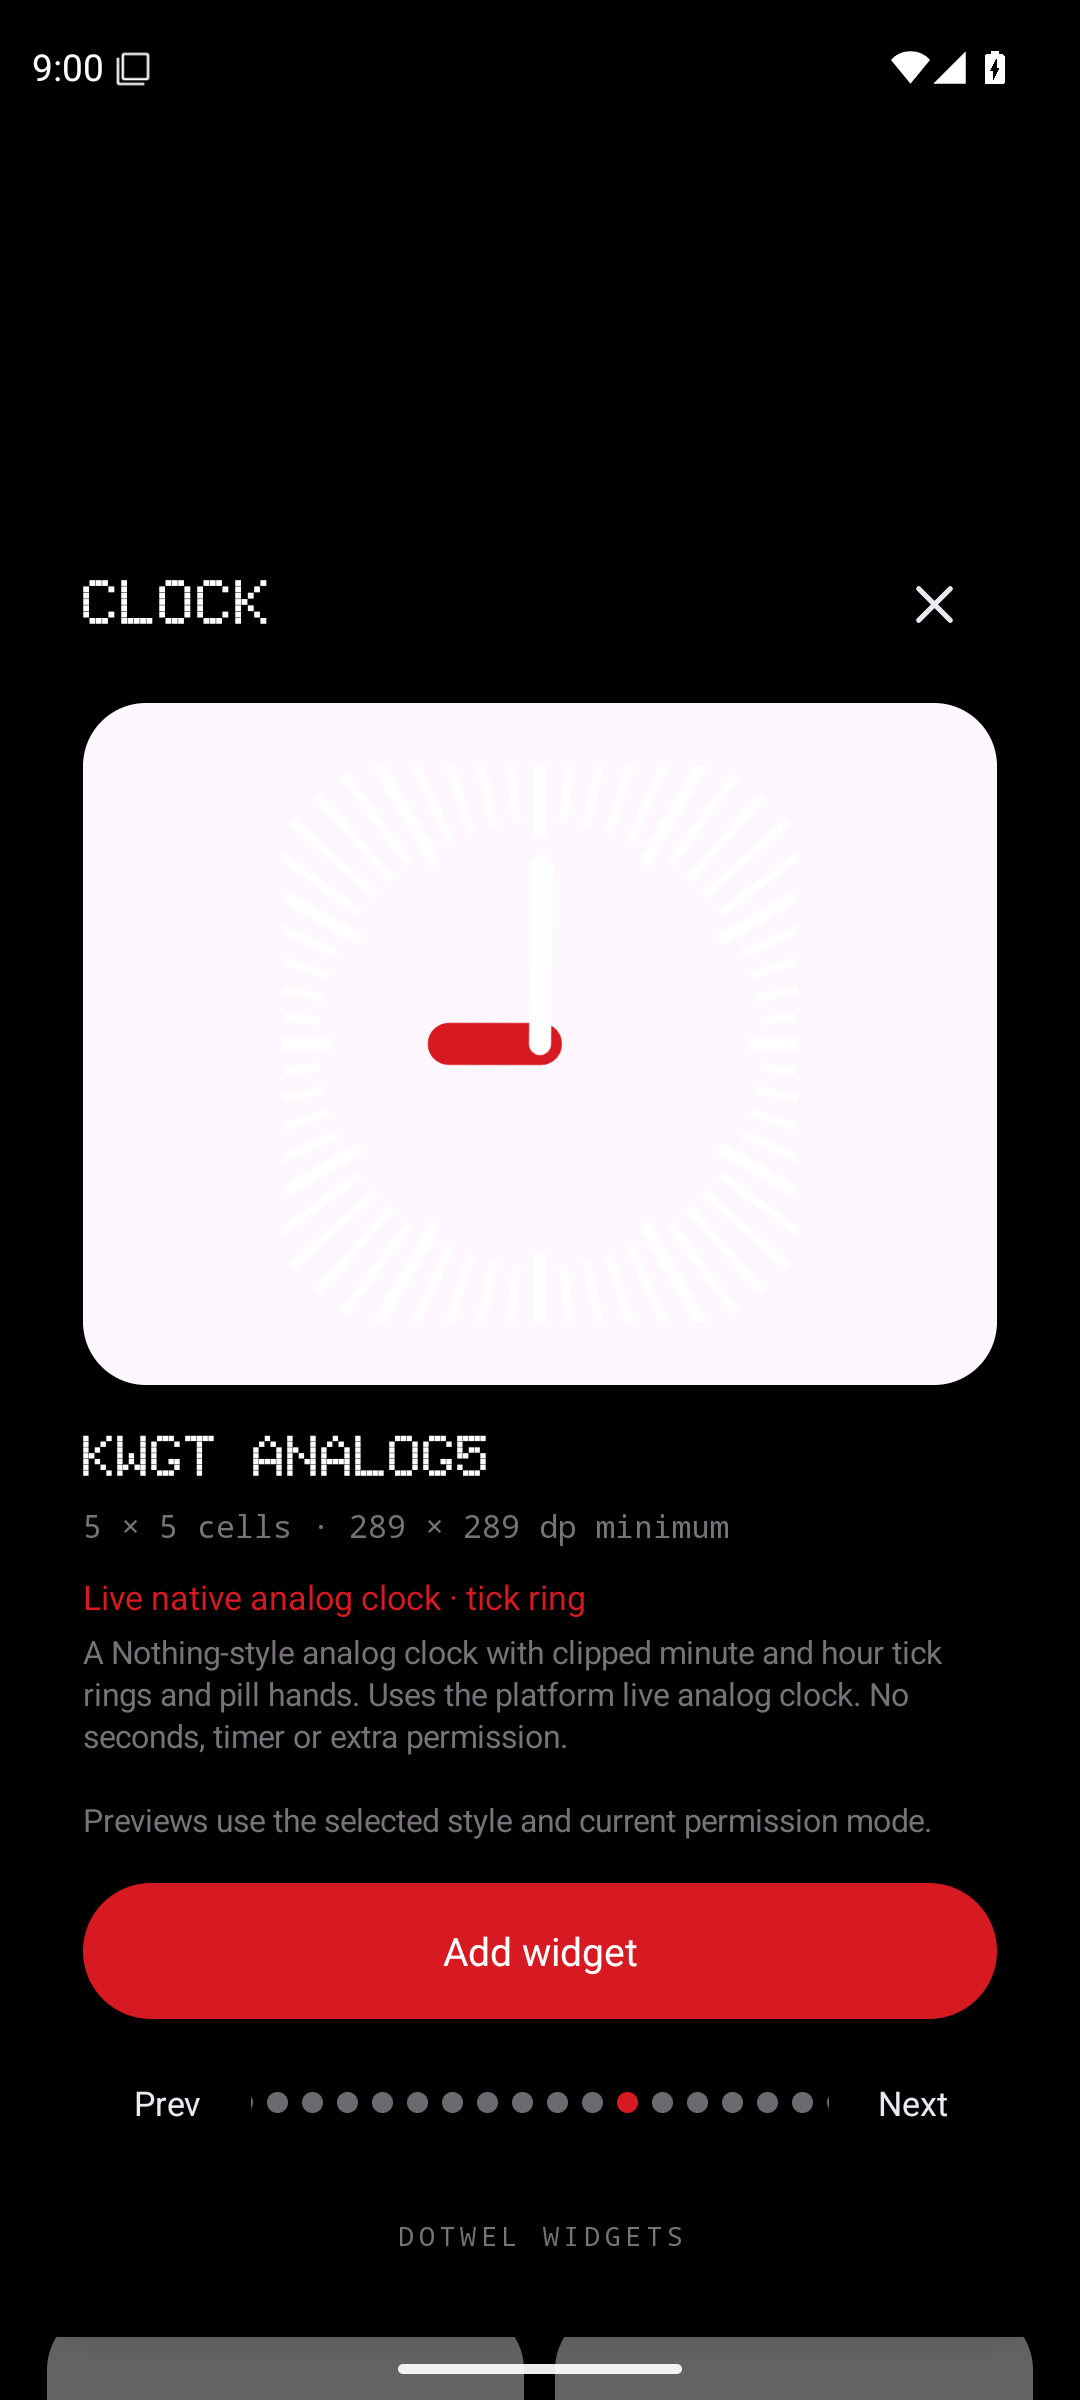 9:00
CLOCK
KWGT ANALOG5
5 × 5 cells · 289 × 289 dp minimum
Live native analog clock · tick ring
A Nothing-style analog clock with clipped minute and hour tick
rings and pill hands. Uses the platform live analog clock. No
seconds, timer or extra permission.
Previews use the selected style and current permission mode.
Add widget
Prev
Next
DOTWEL WIDGETS